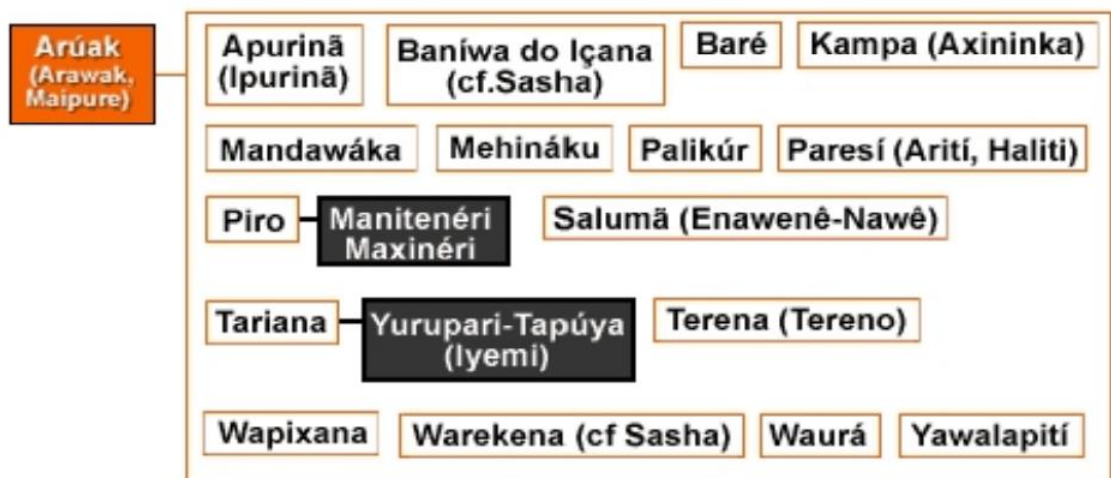 Arúak
(Arawak,
Maipure)
Apurinã
(Ipurinã)
Baníwa do Içana
(cf.Sasha)
Baré
Kampa (Axininka)
Mandawáka
Mehináku
Palikúr
Paresí (Arití, Haliti)
Piro
Manitenéri
Maxinéri
Salumã (Enawenê-Nawê)
Tariana
Yurupari-Tapúya
(Iyemi)
Terena (Tereno)
Wapixana
Warekena (cf Sasha)
Waurá
Yawalapití